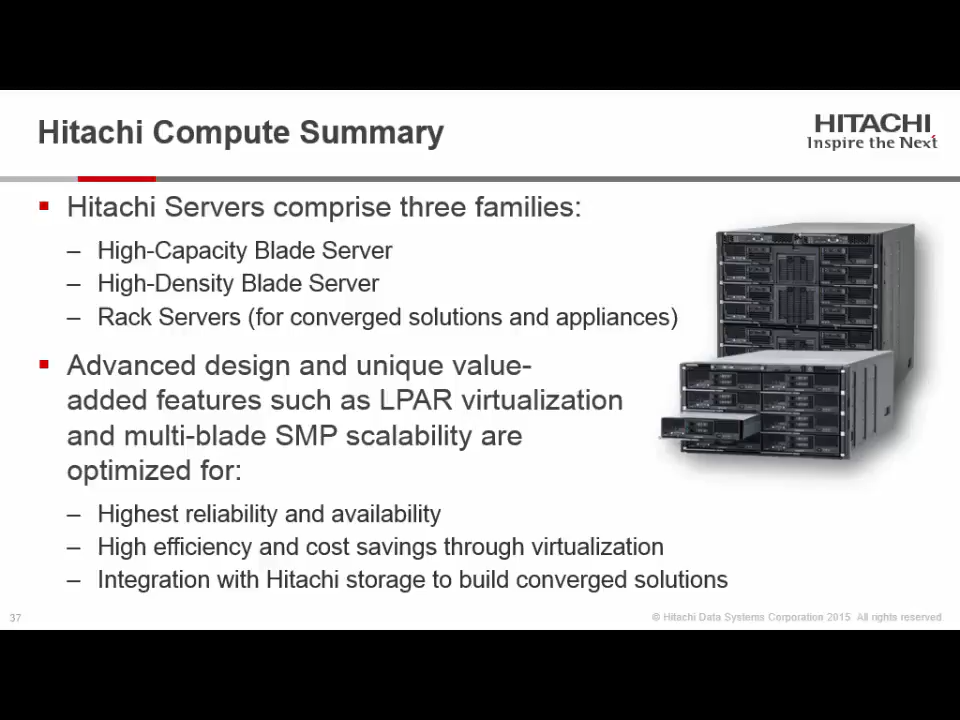 Hitachi Compute Summary
HITACHI
Inspire the Next
▪ Hitachi Servers comprise three families:
– High-Capacity Blade Server
– High-Density Blade Server
– Rack Servers (for converged solutions and appliances)
▪ Advanced design and unique value-
added features such as LPAR virtualization
and multi-blade SMP scalability are
optimized for:
– Highest reliability and availability
– High efficiency and cost savings through virtualization
– Integration with Hitachi storage to build converged solutions
37
© Hitachi Data Systems Corporation 2015 All rights reserved